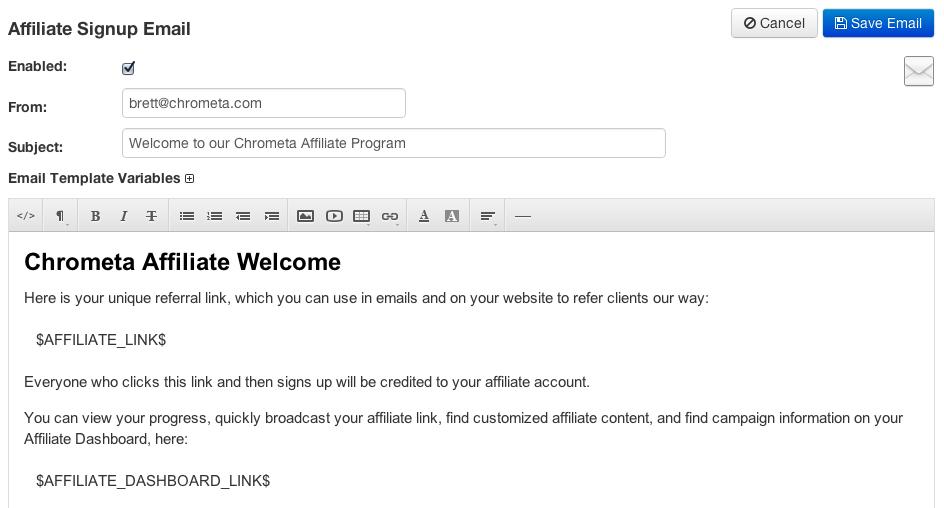 Affiliate Signup Email
Cancel
Save Email
Enabled:
From:
brett@chrometa.com
Subject:
Welcome to our Chrometa Affiliate Program
Email Template Variables
</> ¶ B I T A A
Chrometa Affiliate Welcome
Here is your unique referral link, which you can use in emails and on your website to refer clients our way:
$AFFILIATE_LINK$
Everyone who clicks this link and then signs up will be credited to your affiliate account.
You can view your progress, quickly broadcast your affiliate link, find customized affiliate content, and find campaign information on your
Affiliate Dashboard, here:
$AFFILIATE_DASHBOARD_LINK$